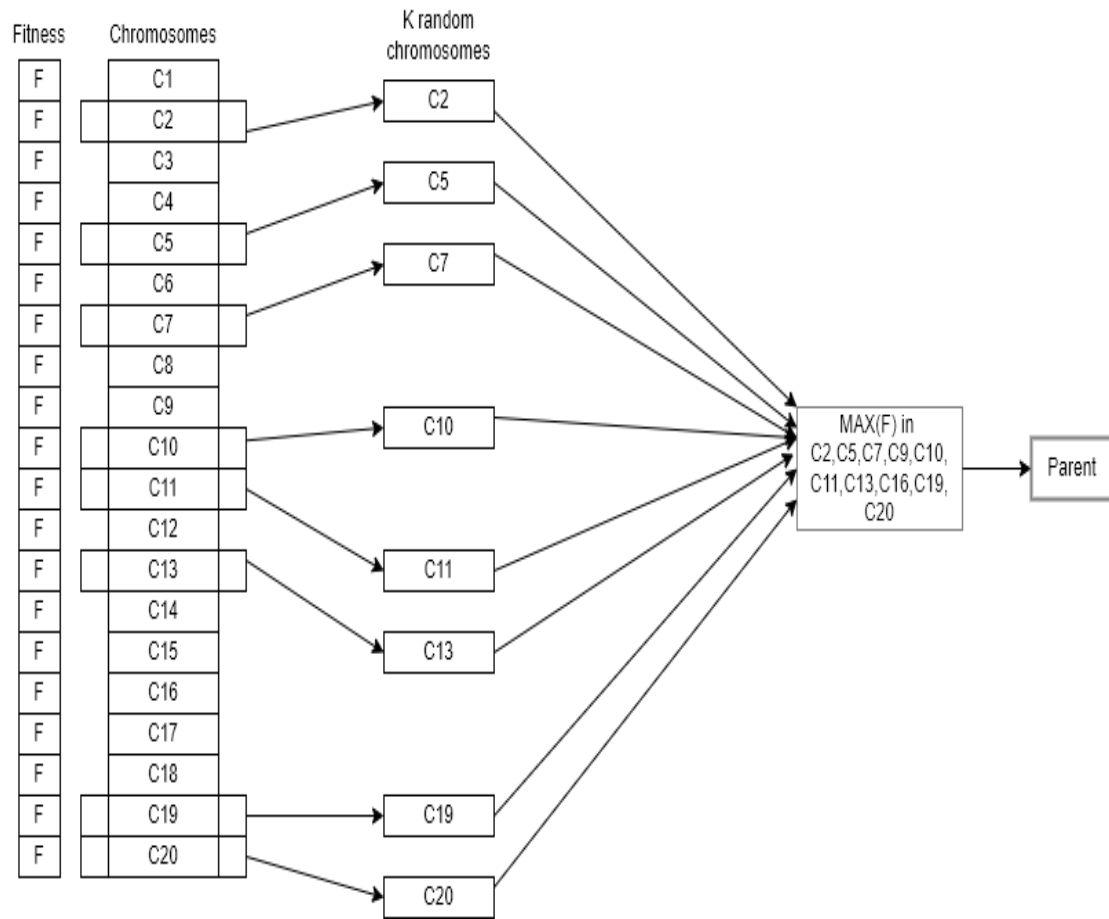 Fitness
Chromosomes
K random
chromosomes
F
C1
F
C2
F
C3
F
C4
F
C5
F
C6
F
C7
F
C8
F
C9
F
C10
F
C11
F
C12
F
C13
F
C14
F
C15
F
C16
F
C17
F
C18
F
C19
F
C20
C2
C5
C7
C10
C11
C13
C19
C20
MAX(F) in
C2,C5,C7,C9,C10,
C11,C13,C16,C19,
C20
Parent